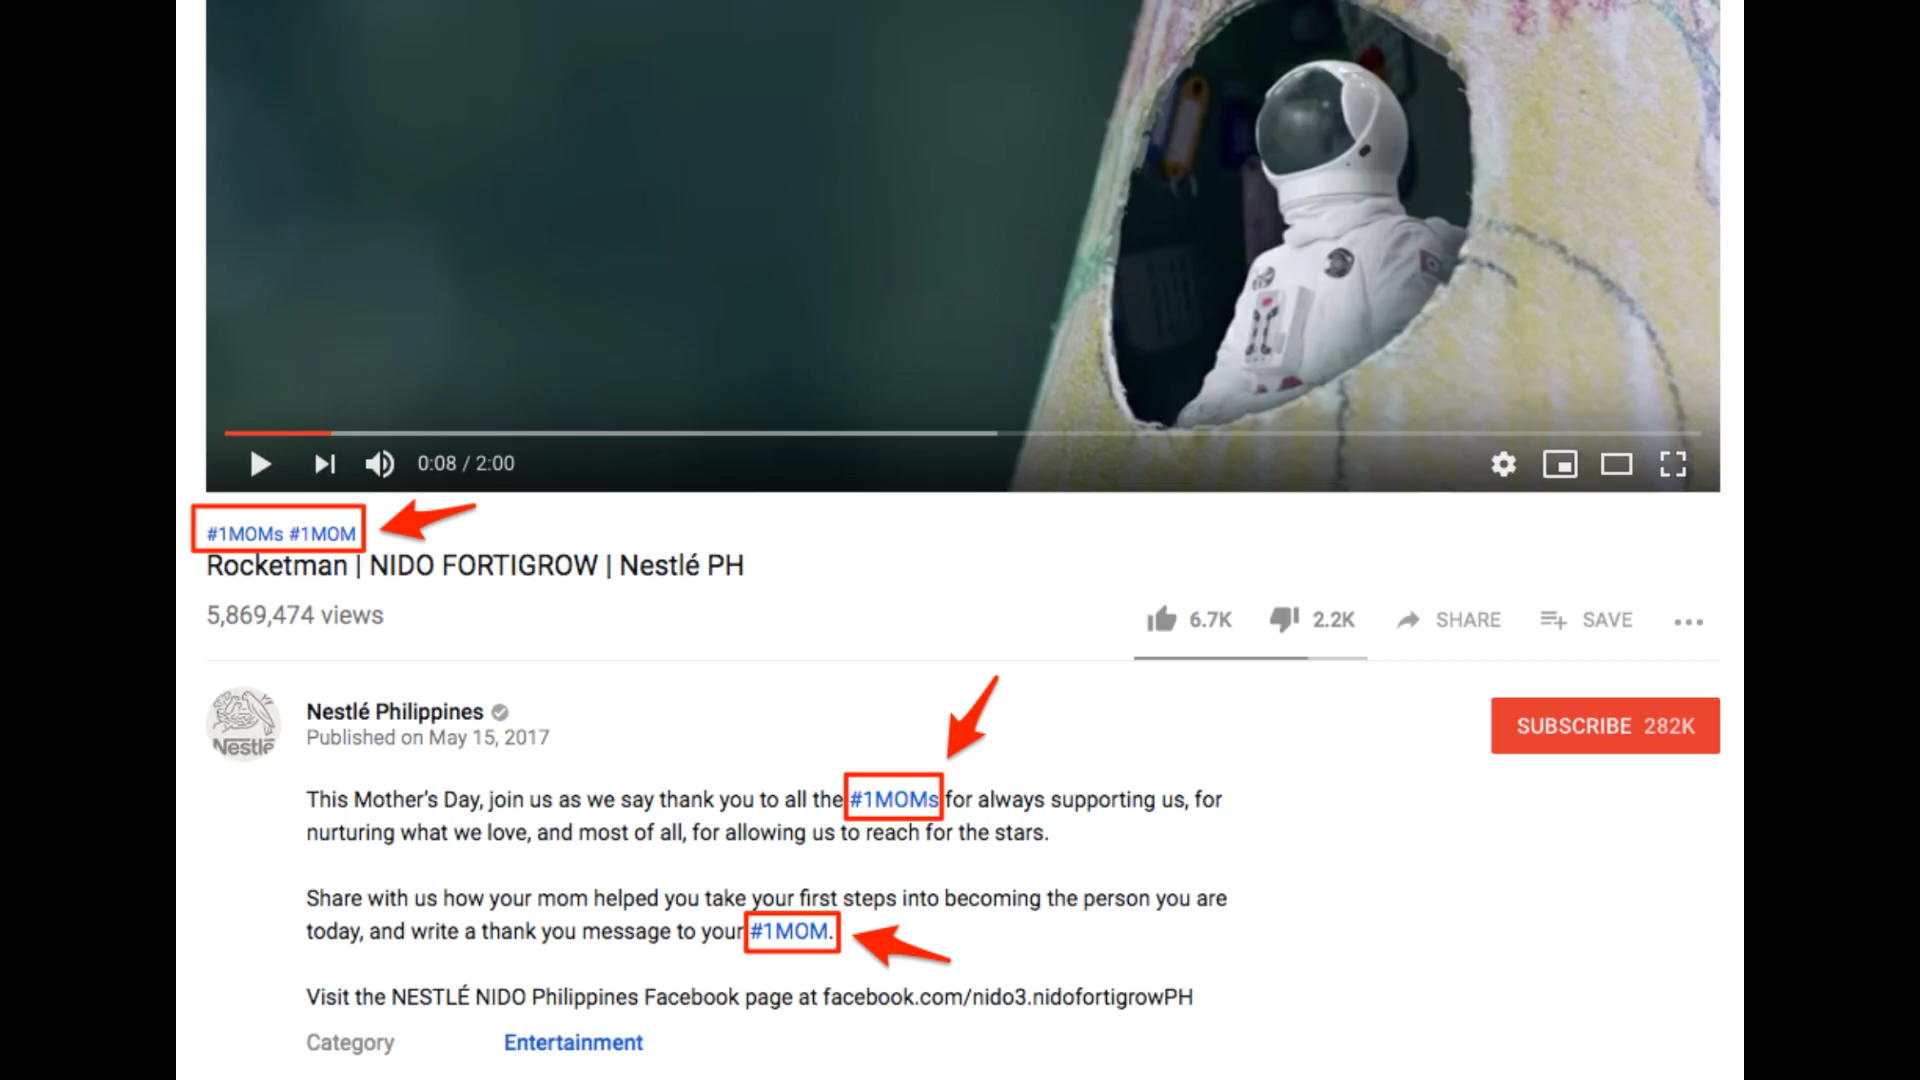 0:08 / 2:00
#1MOMs #1MOM
Rocketman | NIDO FORTIGROW | Nestlé PH
5,869,474 views
6.7K 2.2K SHARE SAVE
Nestlé
Nestlé Philippines
Published on May 15, 2017
SUBSCRIBE 282K
This Mother's Day, join us as we say thank you to all the #1MOMs for always supporting us, for
nurturing what we love, and most of all, for allowing us to reach for the stars.
Share with us how your mom helped you take your first steps into becoming the person you are
today, and write a thank you message to your #1MOM.
Visit the NESTLÉ NIDO Philippines Facebook page at facebook.com/nido3.nidofortigrowPH
Category Entertainment